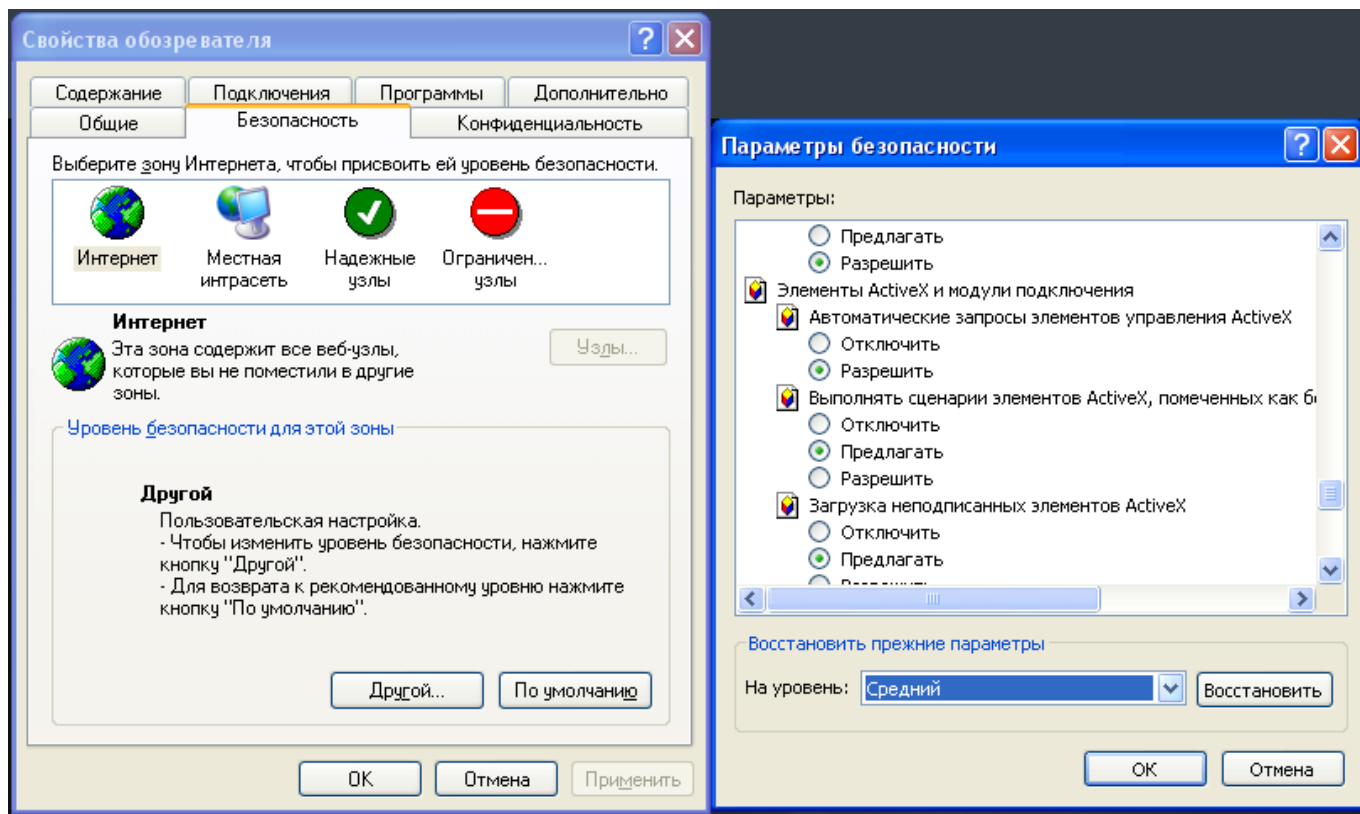 Свойства обозревателя
Содержание Подключения Программы Дополнительно
Общие Безопасность Конфиденциальность
Выберите зону Интернета, чтобы присвоить ей уровень безопасности.
Интернет
Местная
интрасеть
Надежные
узлы
Ограничен...
узлы
Интернет
Эта зона содержит все веб-узлы,
которые вы не поместили в другие
зоны.
Узлы...
Уровень безопасности для этой зоны
Другой
Пользовательская настройка.
- Чтобы изменить уровень безопасности, нажмите
кнопку "Другой".
- Для возврата к рекомендованному уровню нажмите
кнопку "По умолчанию".
Другой... По умолчанию
OK Отмена Применить
Параметры безопасности
Параметры:
Предлагать
Разрешить
Элементы ActiveX и модули подключения
Автоматические запросы элементов управления ActiveX
Отключить
Разрешить
Выполнять сценарии элементов ActiveX, помеченных как б
Отключить
Предлагать
Разрешить
Загрузка неподписанных элементов ActiveX
Отключить
Предлагать
Восстановить прежние параметры
На уровень: Средний Восстановить
OK Отмена